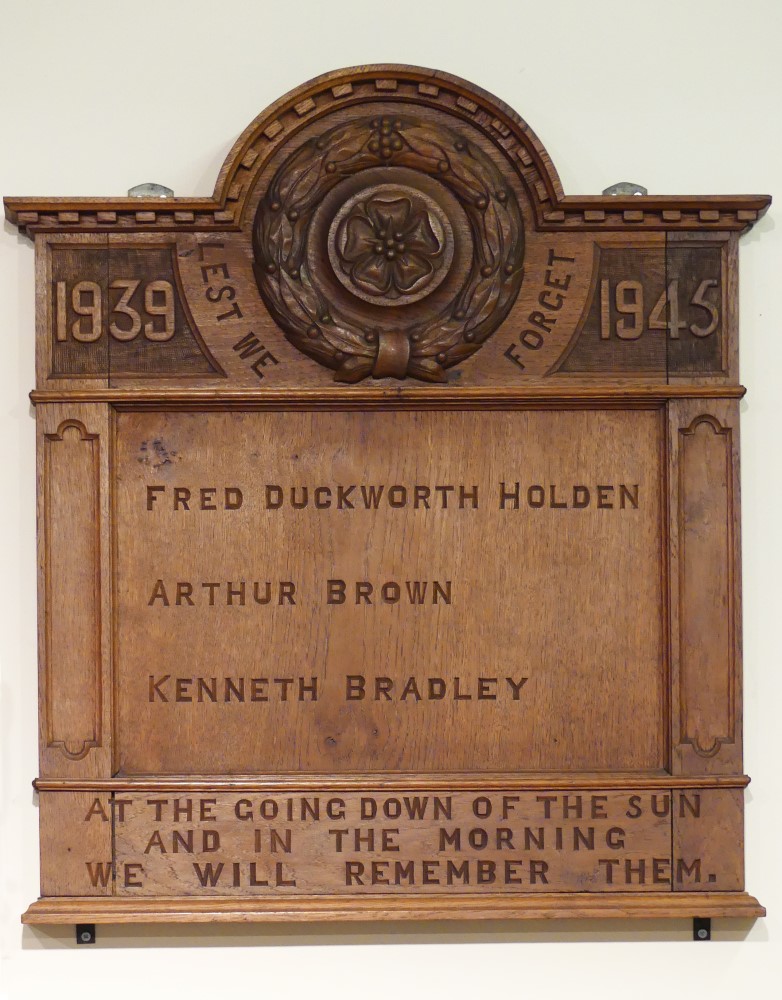 1939 LEST WE FORGET 1945
FRED DUCKWORTH HOLDEN
ARTHUR BROWN
KENNETH BRADLEY
AT THE GOING DOWN OF THE SUN
AND IN THE MORNING
WE WILL REMEMBER THEM.